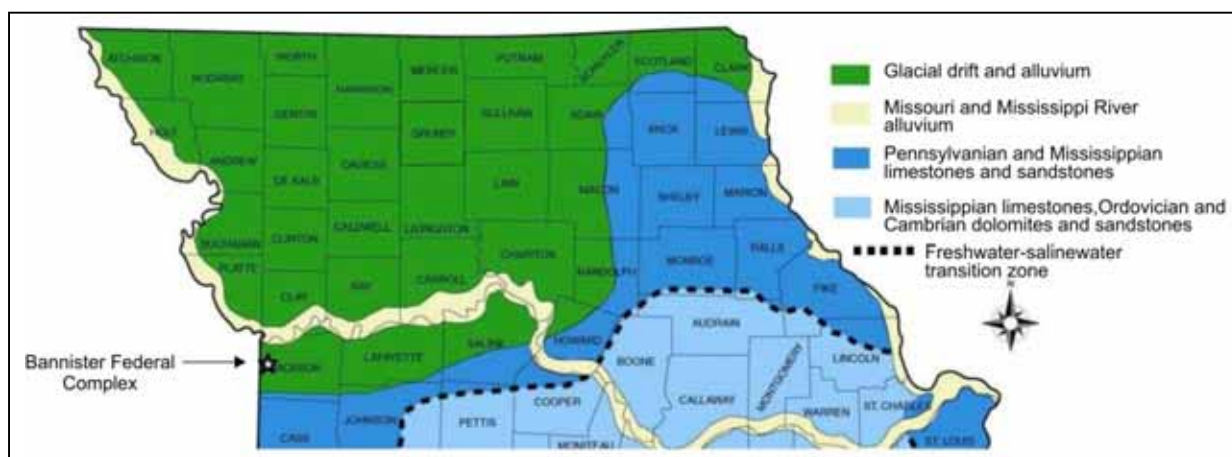 ATCHISON
NODAWAY
WORTH
MERCER
PUTNAM
SCHUYLER
SCOTLAND
CLARK
HARRISON
GENTRY
SULLIVAN
ADAIR
KNOX
LEWIS
HOLT
ANDREW
GRUNDY
DE KALB
LINN
MACON
SHELBY
MARION
BUCHANAN
CLINTON
CALDWELL
LIVINGSTON
CHARITON
RANDOLPH
MONROE
RALLS
PIKE
PLATTE
CLAY
RAY
CARROLL
HOWARD
AUDRAIN
JACKSON
LAFAYETTE
SALINE
BOONE
LINCOLN
CALLAWAY
MONTGOMERY
WARREN
ST. CHARLES
CASS
JOHNSON
PETTIS
COOPER
MONITEAU
ST. LOUIS
Glacial drift and alluvium
Missouri and Mississippi River
alluvium
Pennsylvanian and Mississippian
limestones and sandstones
Mississippian limestones,Ordovician and
Cambrian dolomites and sandstones
Freshwater-salinewater
transition zone
N
Bannister Federal
Complex